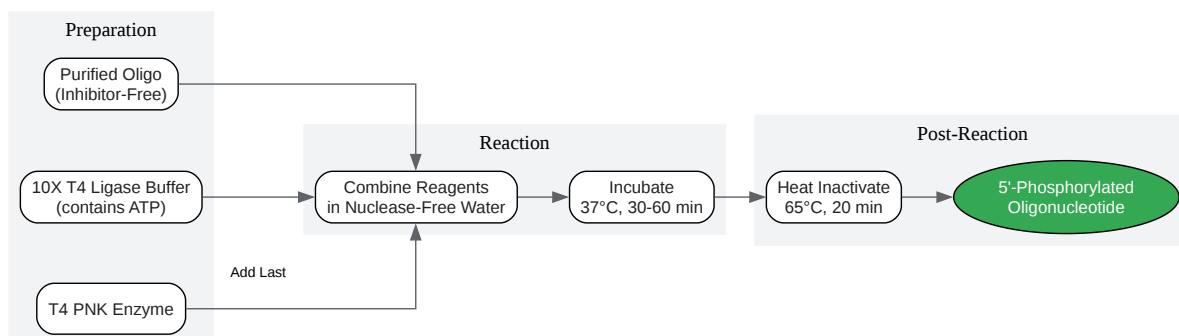 Preparation
Purified Oligo
(Inhibitor-Free)
10X T4 Ligase Buffer
(contains ATP)
Add Last
T4 PNK Enzyme
Reaction
Combine Reagents
in Nuclease-Free Water
Incubate
37°C, 30-60 min
Post-Reaction
Heat Inactivate
65°C, 20 min
5'-Phosphorylated
Oligonucleotide